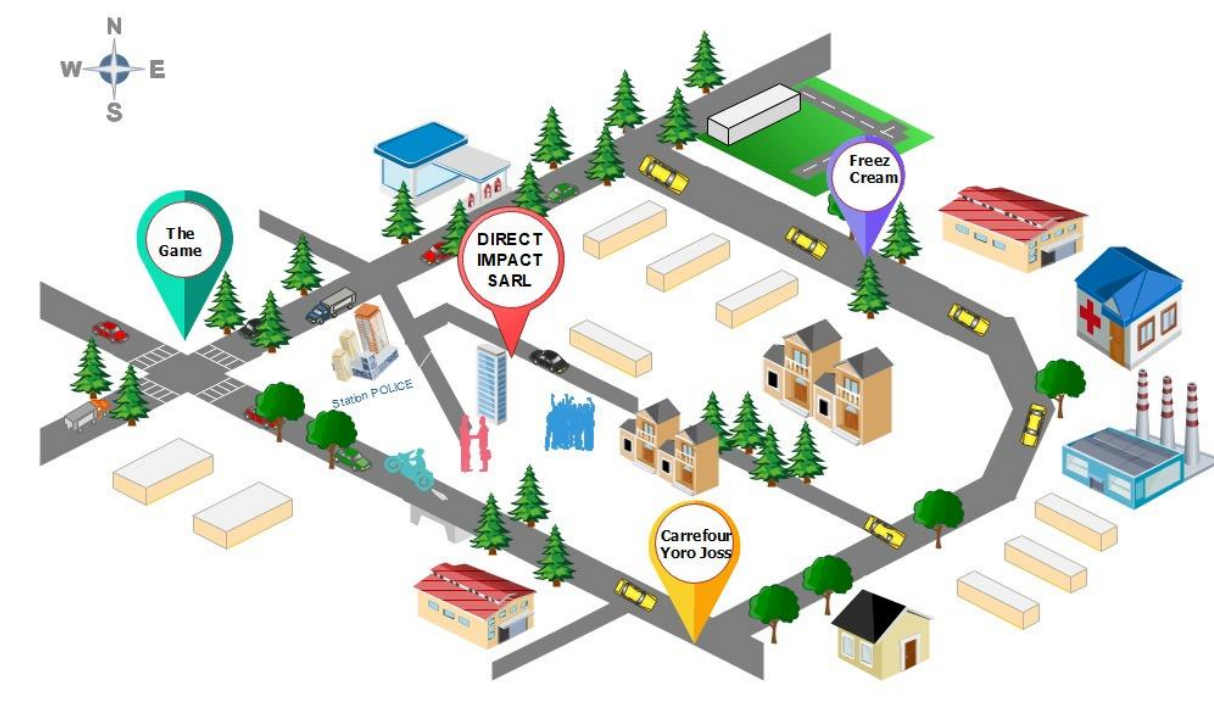 N
W E
S
Freez
Cream
The
Game
DIRECT
IMPACT
SARL
Station POLICE
Carrefour
Yoro Joss